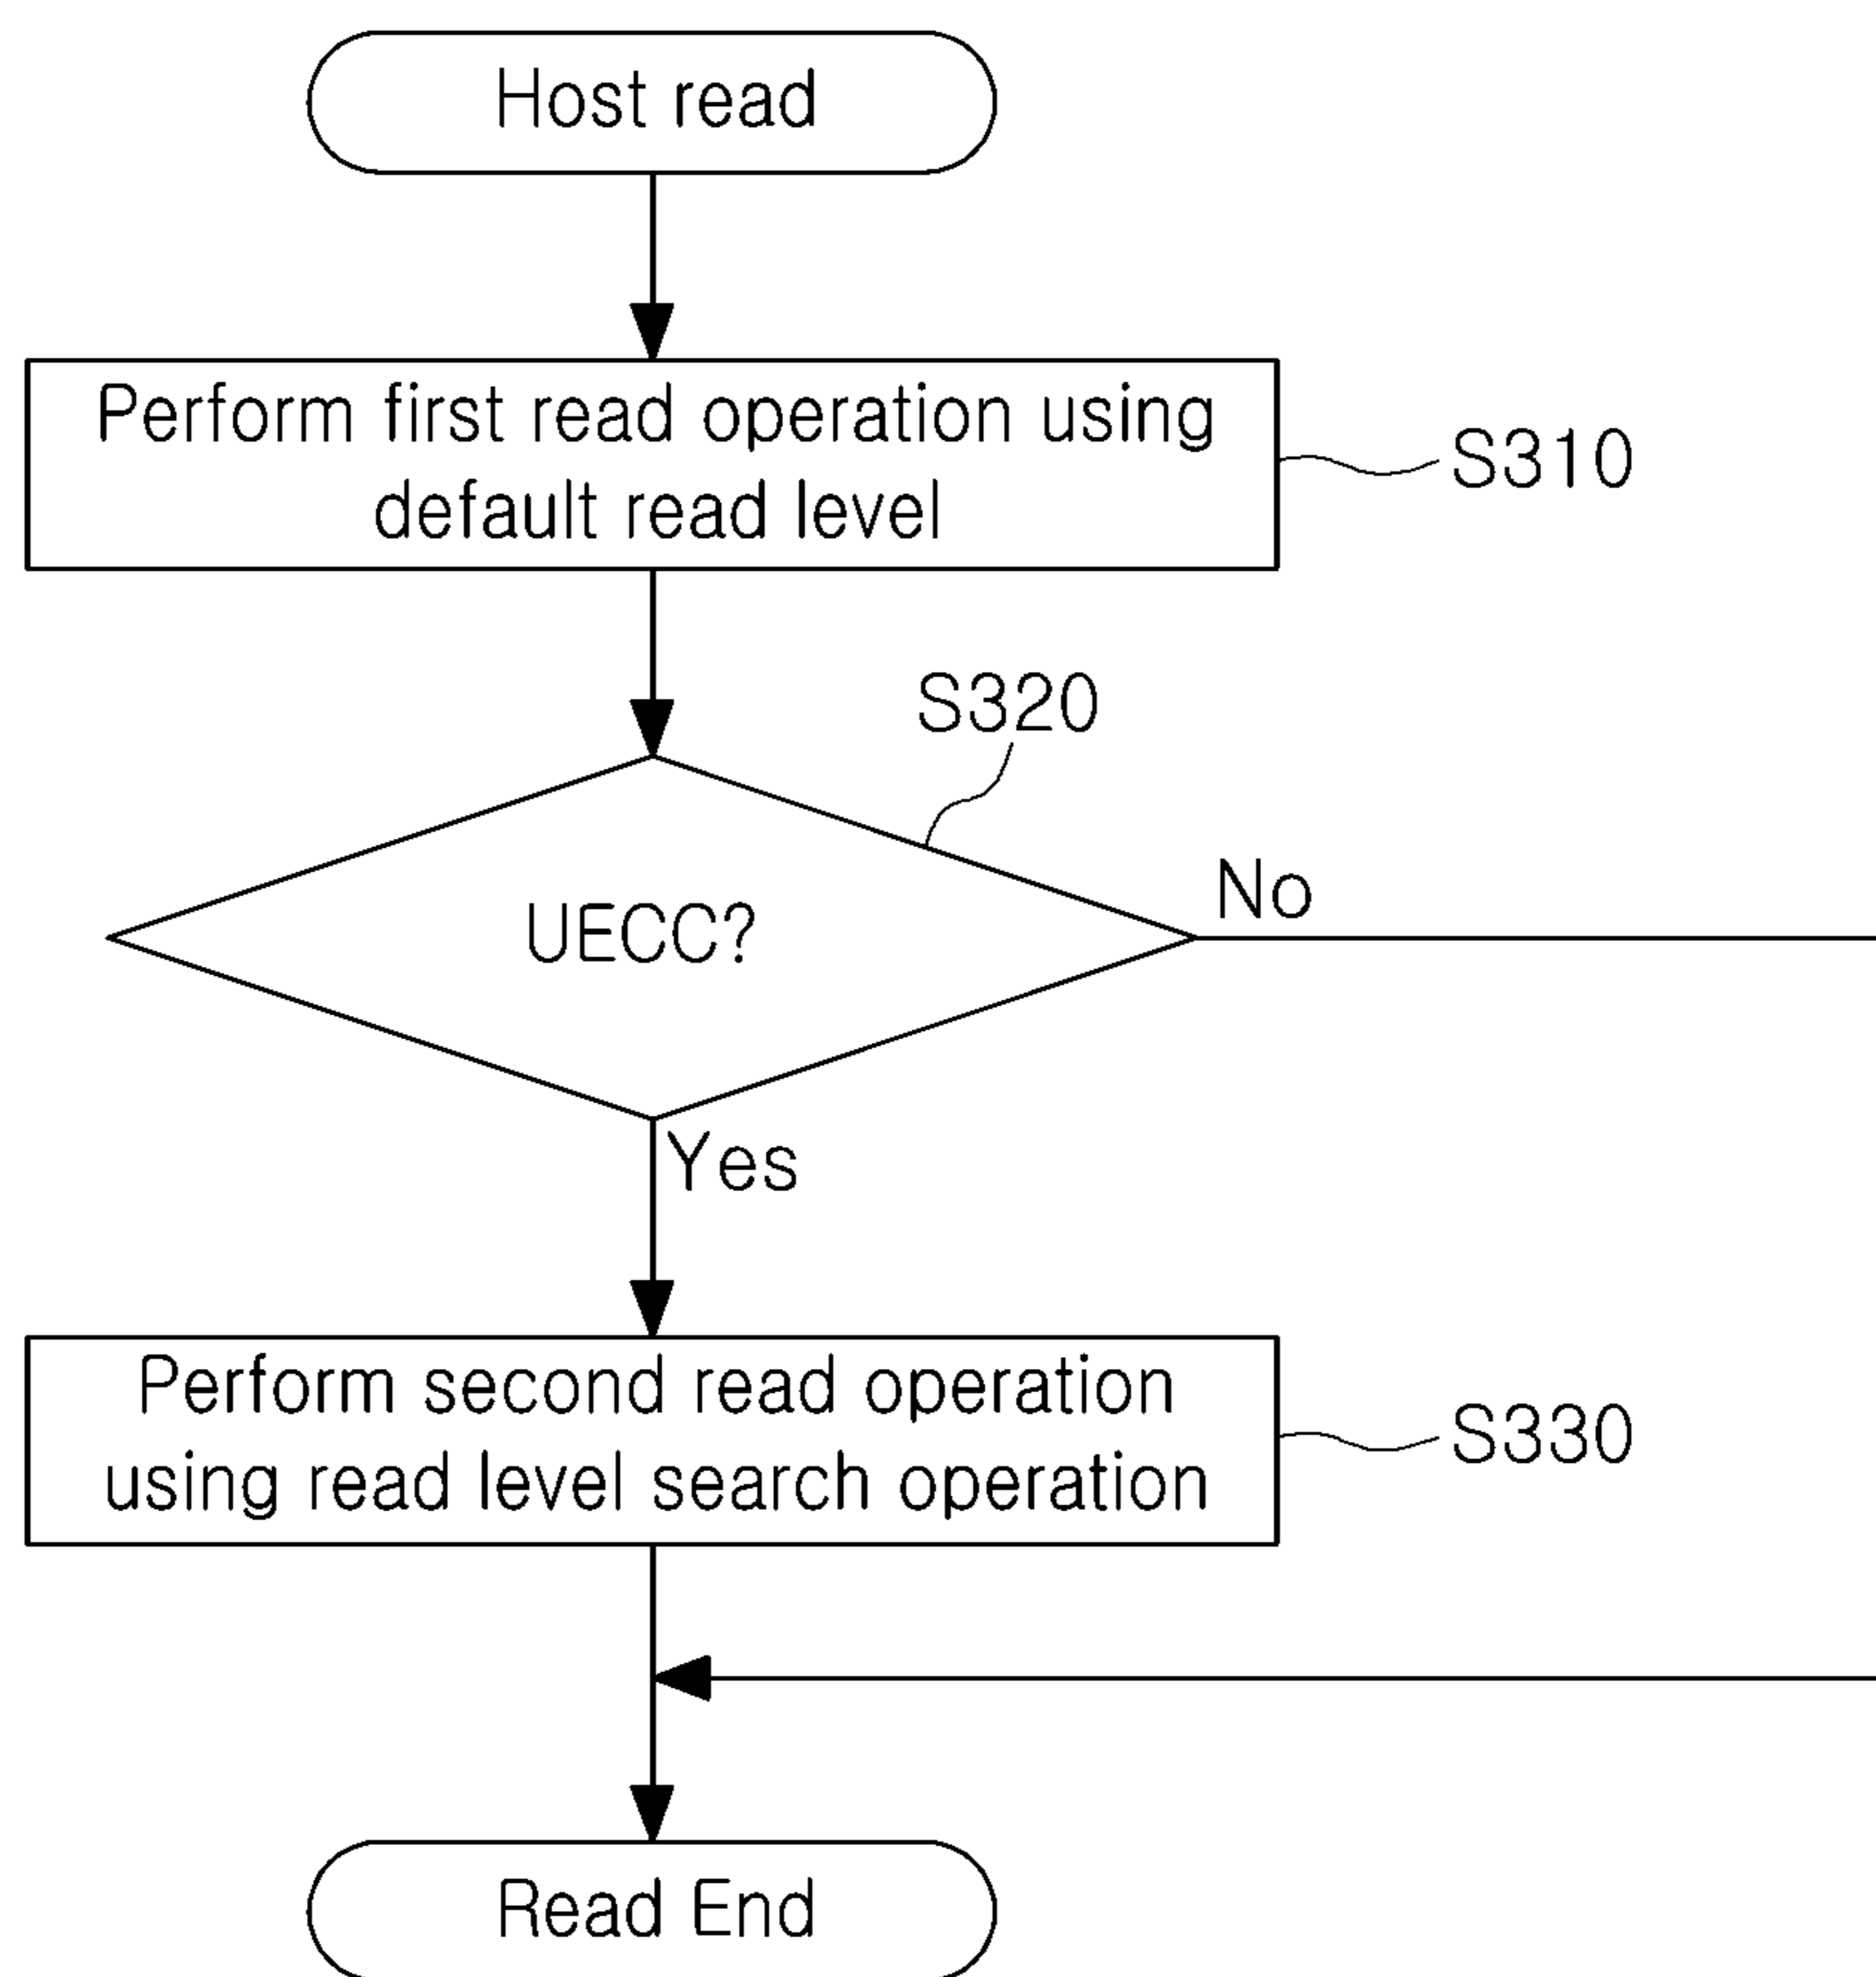 Host read
Perform first read operation using
default read level
S310
S320
UECC?
No
Yes
Perform second read operation
using read level search operation
S330
Read End